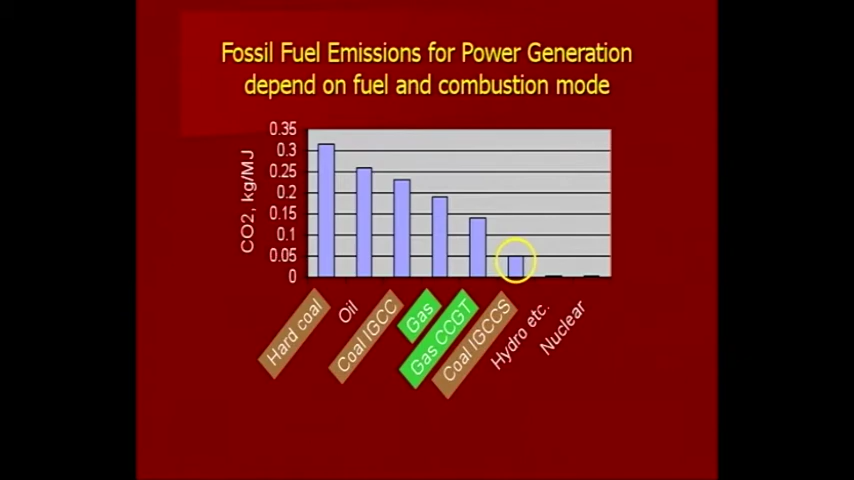 Fossil Fuel Emissions for Power Generation
depend on fuel and combustion mode
CO2, kg/MJ
0.35
0.3
0.25
0.2
0.15
0.1
0.05
0
Hard coal
Oil
Coal IGCC
Gas
Gas CCGT
Coal IGCCS
Hydro etc.
Nuclear